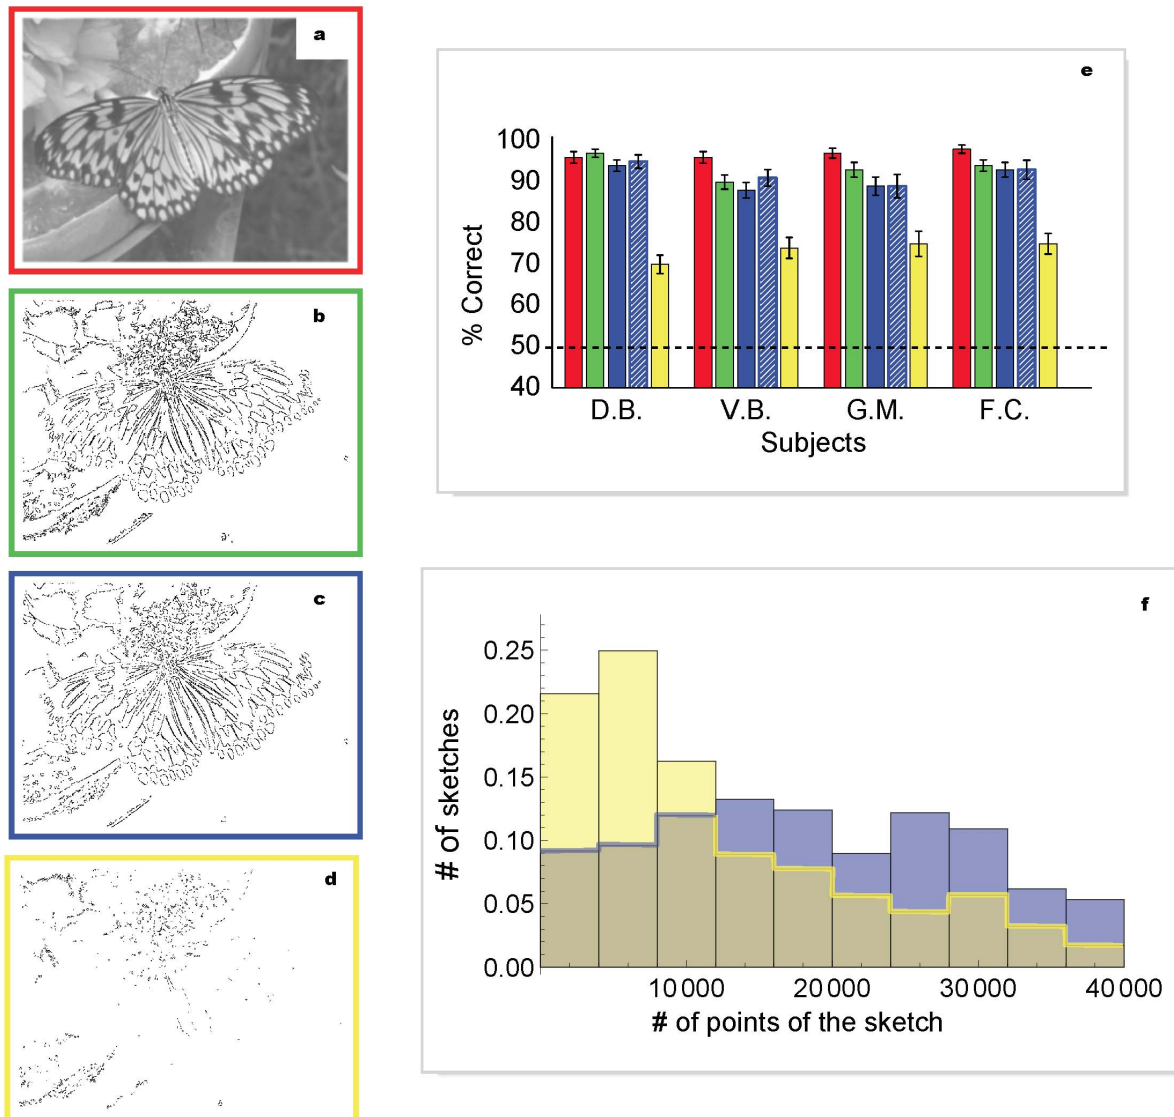 a
b
c
d
e
100
90
80
70
60
50
40
% Correct
D.B. V.B. G.M. F.C.
Subjects
f
0.25
0.20
0.15
0.10
0.05
0.00
# of sketches
10 000 20 000 30 000 40 000
# of points of the sketch